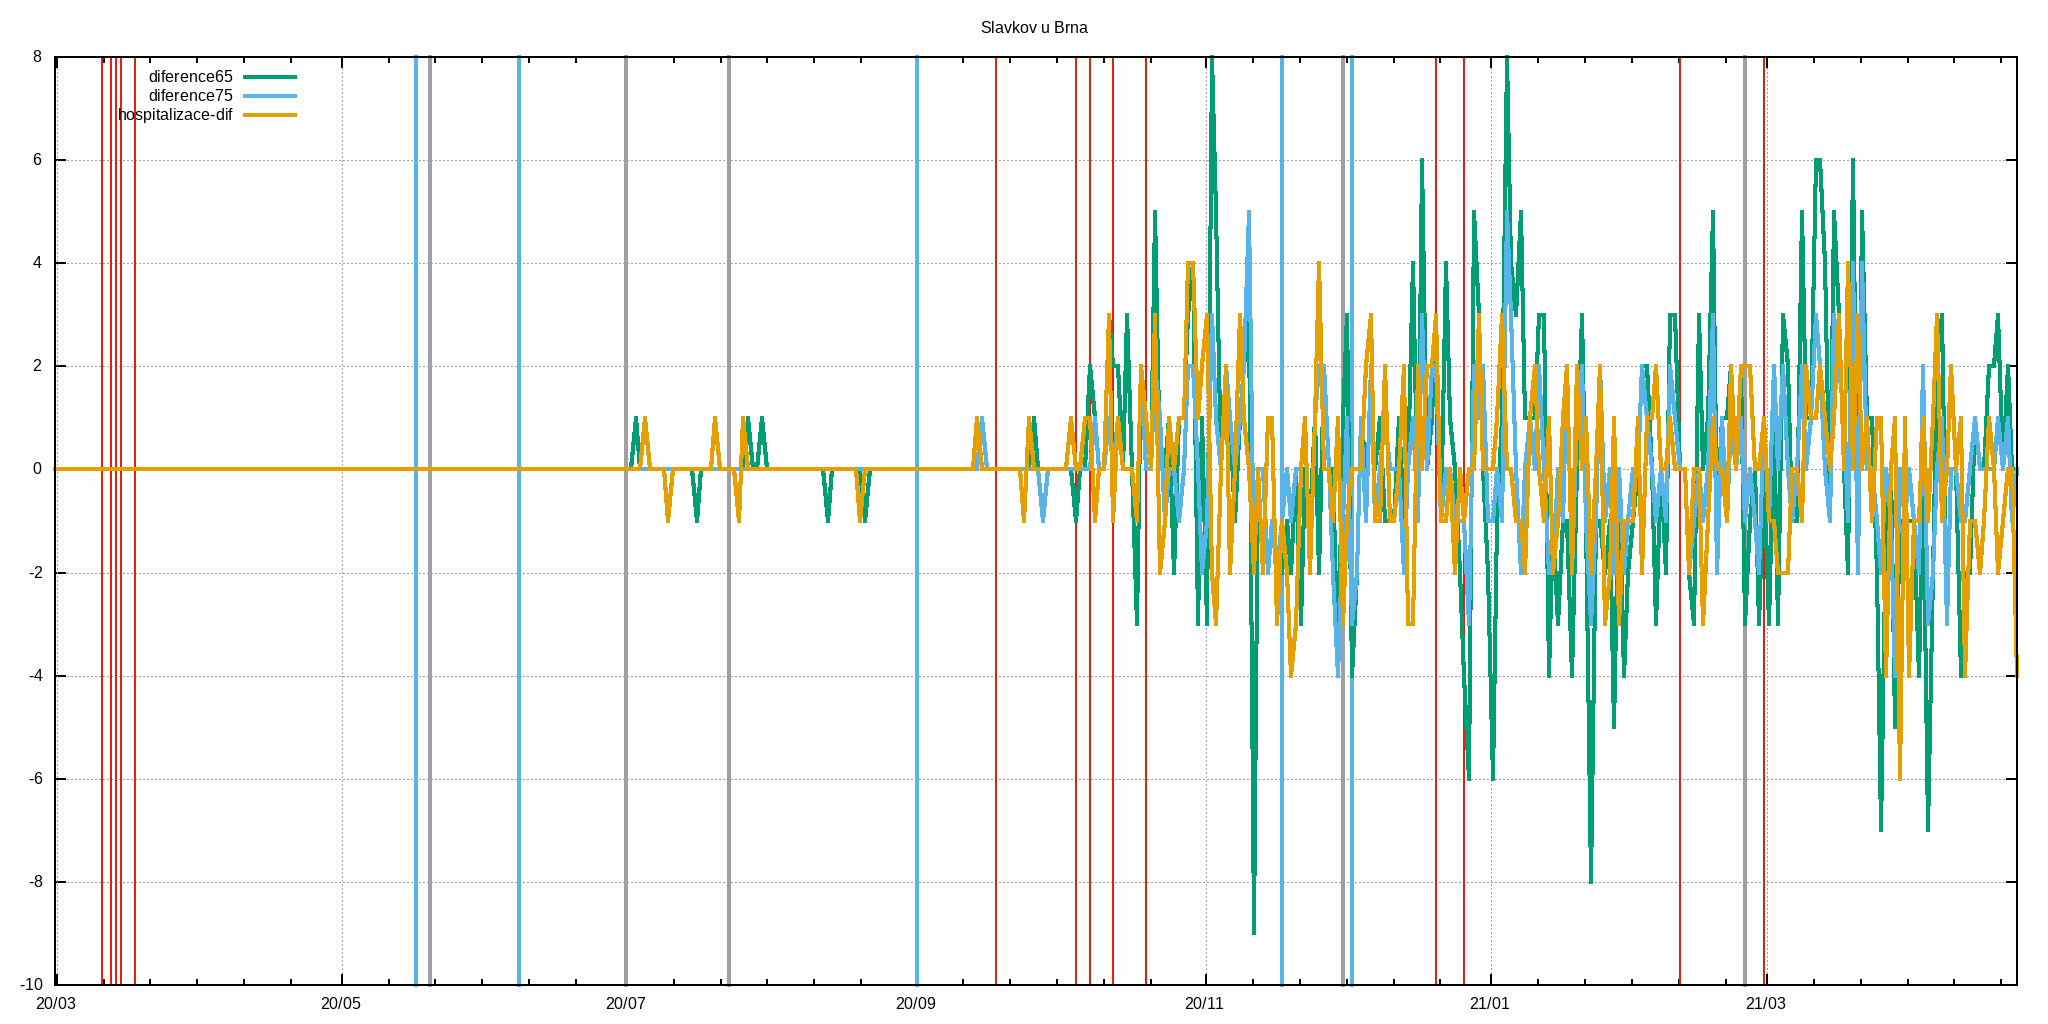 Slavkov u Brna
diference65
diference75
hospitalizace-dif
8
6
4
2
0
-2
-4
-6
-8
-10
20/03 20/05 20/07 20/09 20/11 21/01 21/03